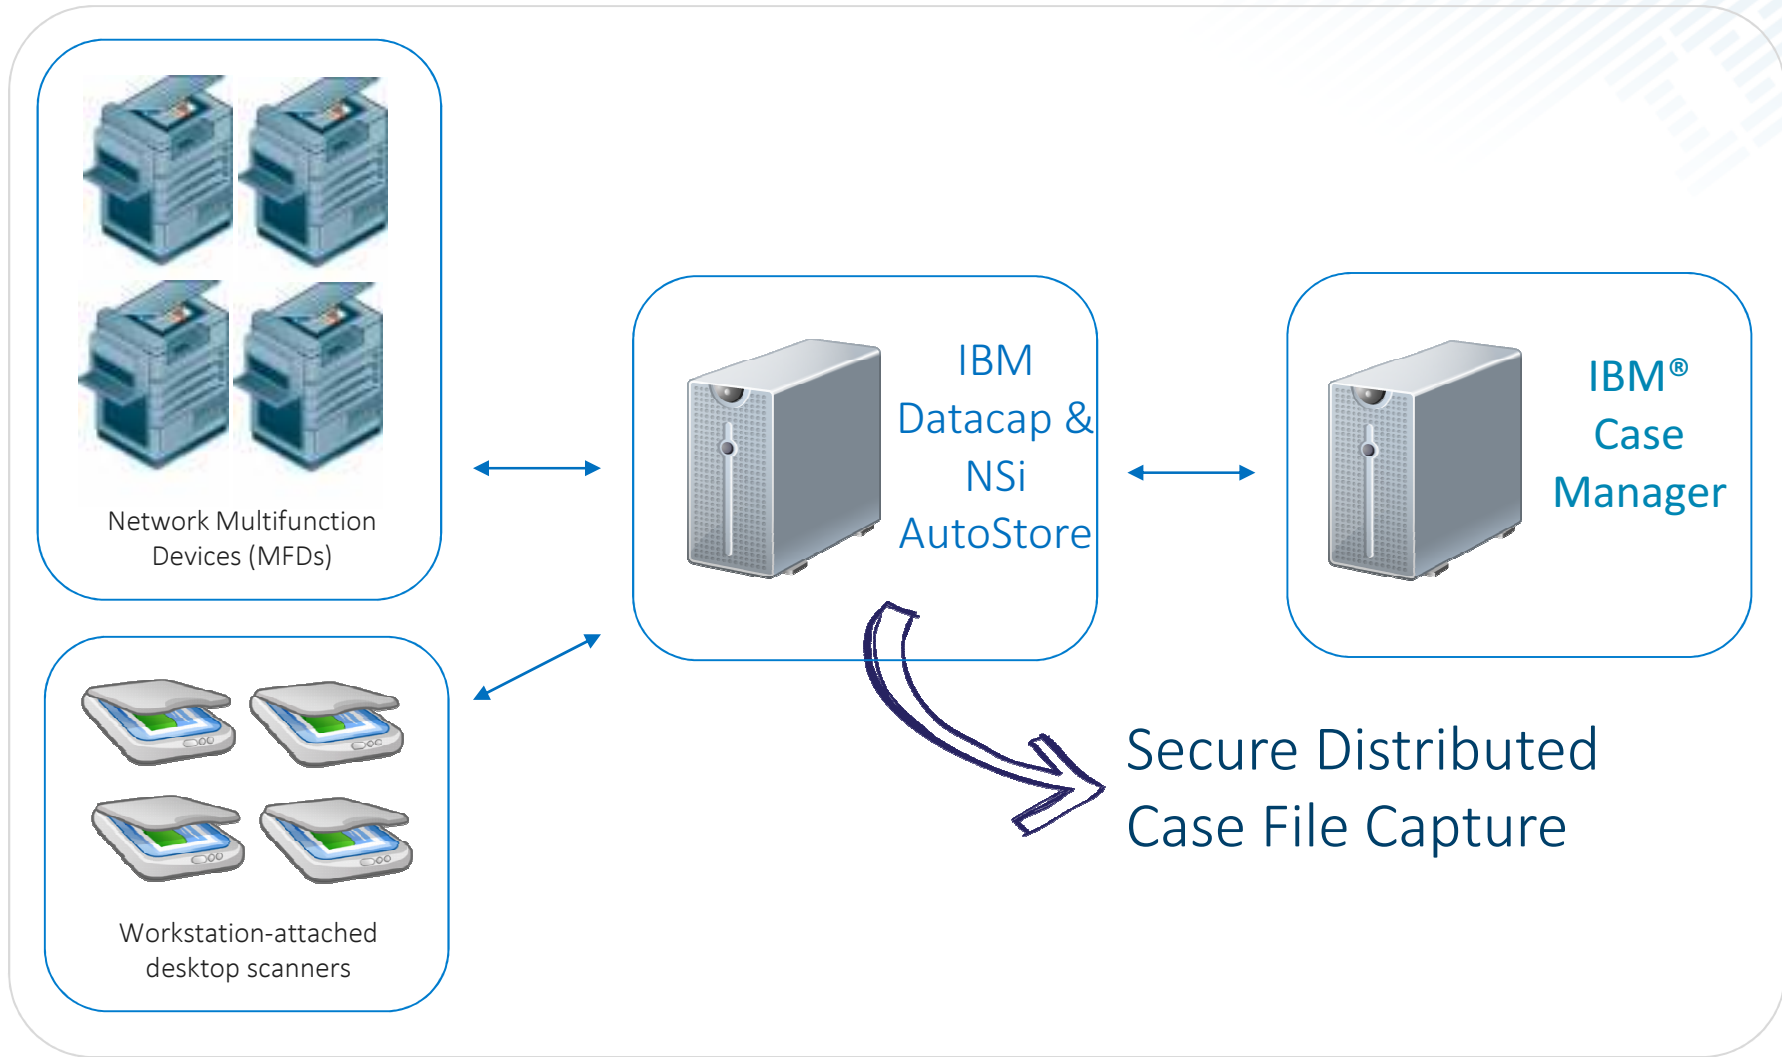 Network Multifunction
Devices (MFDs)
Workstation-attached
desktop scanners
IBM
Datacap &
NSi
AutoStore
IBM®
Case
Manager
Secure Distributed
Case File Capture